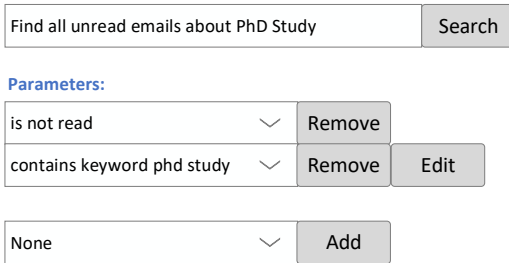 Find all unread emails about PhD Study Search
Parameters:
is not read Remove
contains keyword phd study Remove Edit
None Add